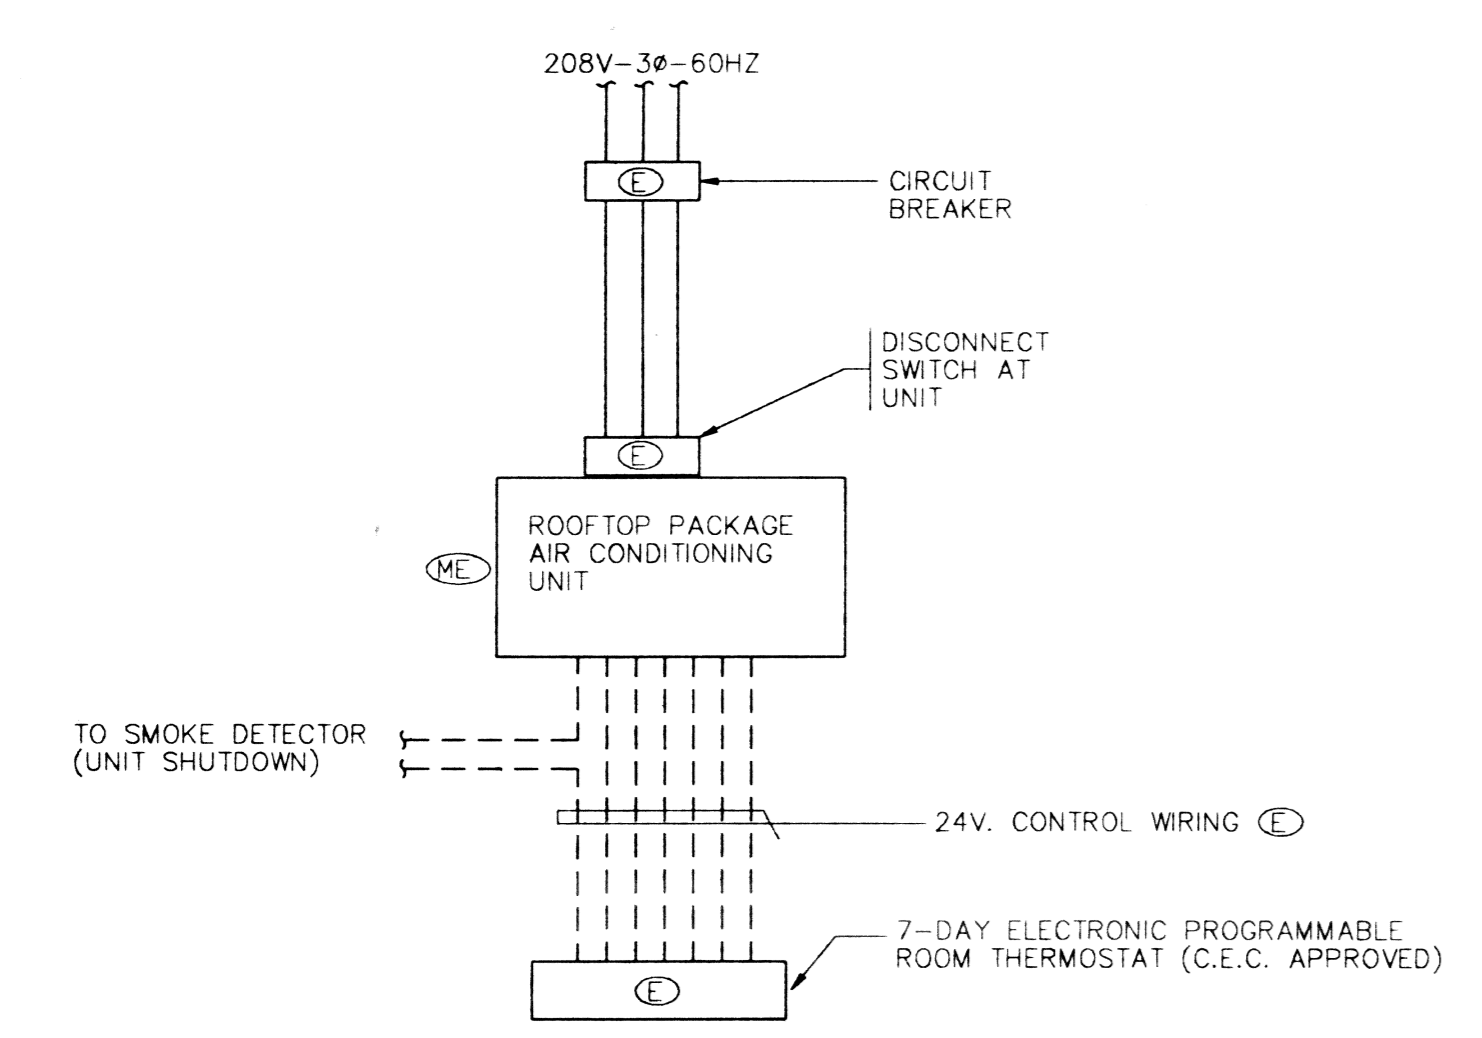 208V-3ø-60HZ
E
CIRCUIT
BREAKER
DISCONNECT
SWITCH AT
UNIT
E
ROOFTOP PACKAGE
AIR CONDITIONING
UNIT
ME
TO SMOKE DETECTOR
(UNIT SHUTDOWN)
24V. CONTROL WIRING E
7-DAY ELECTRONIC PROGRAMMABLE
ROOM THERMOSTAT (C.E.C. APPROVED)
E